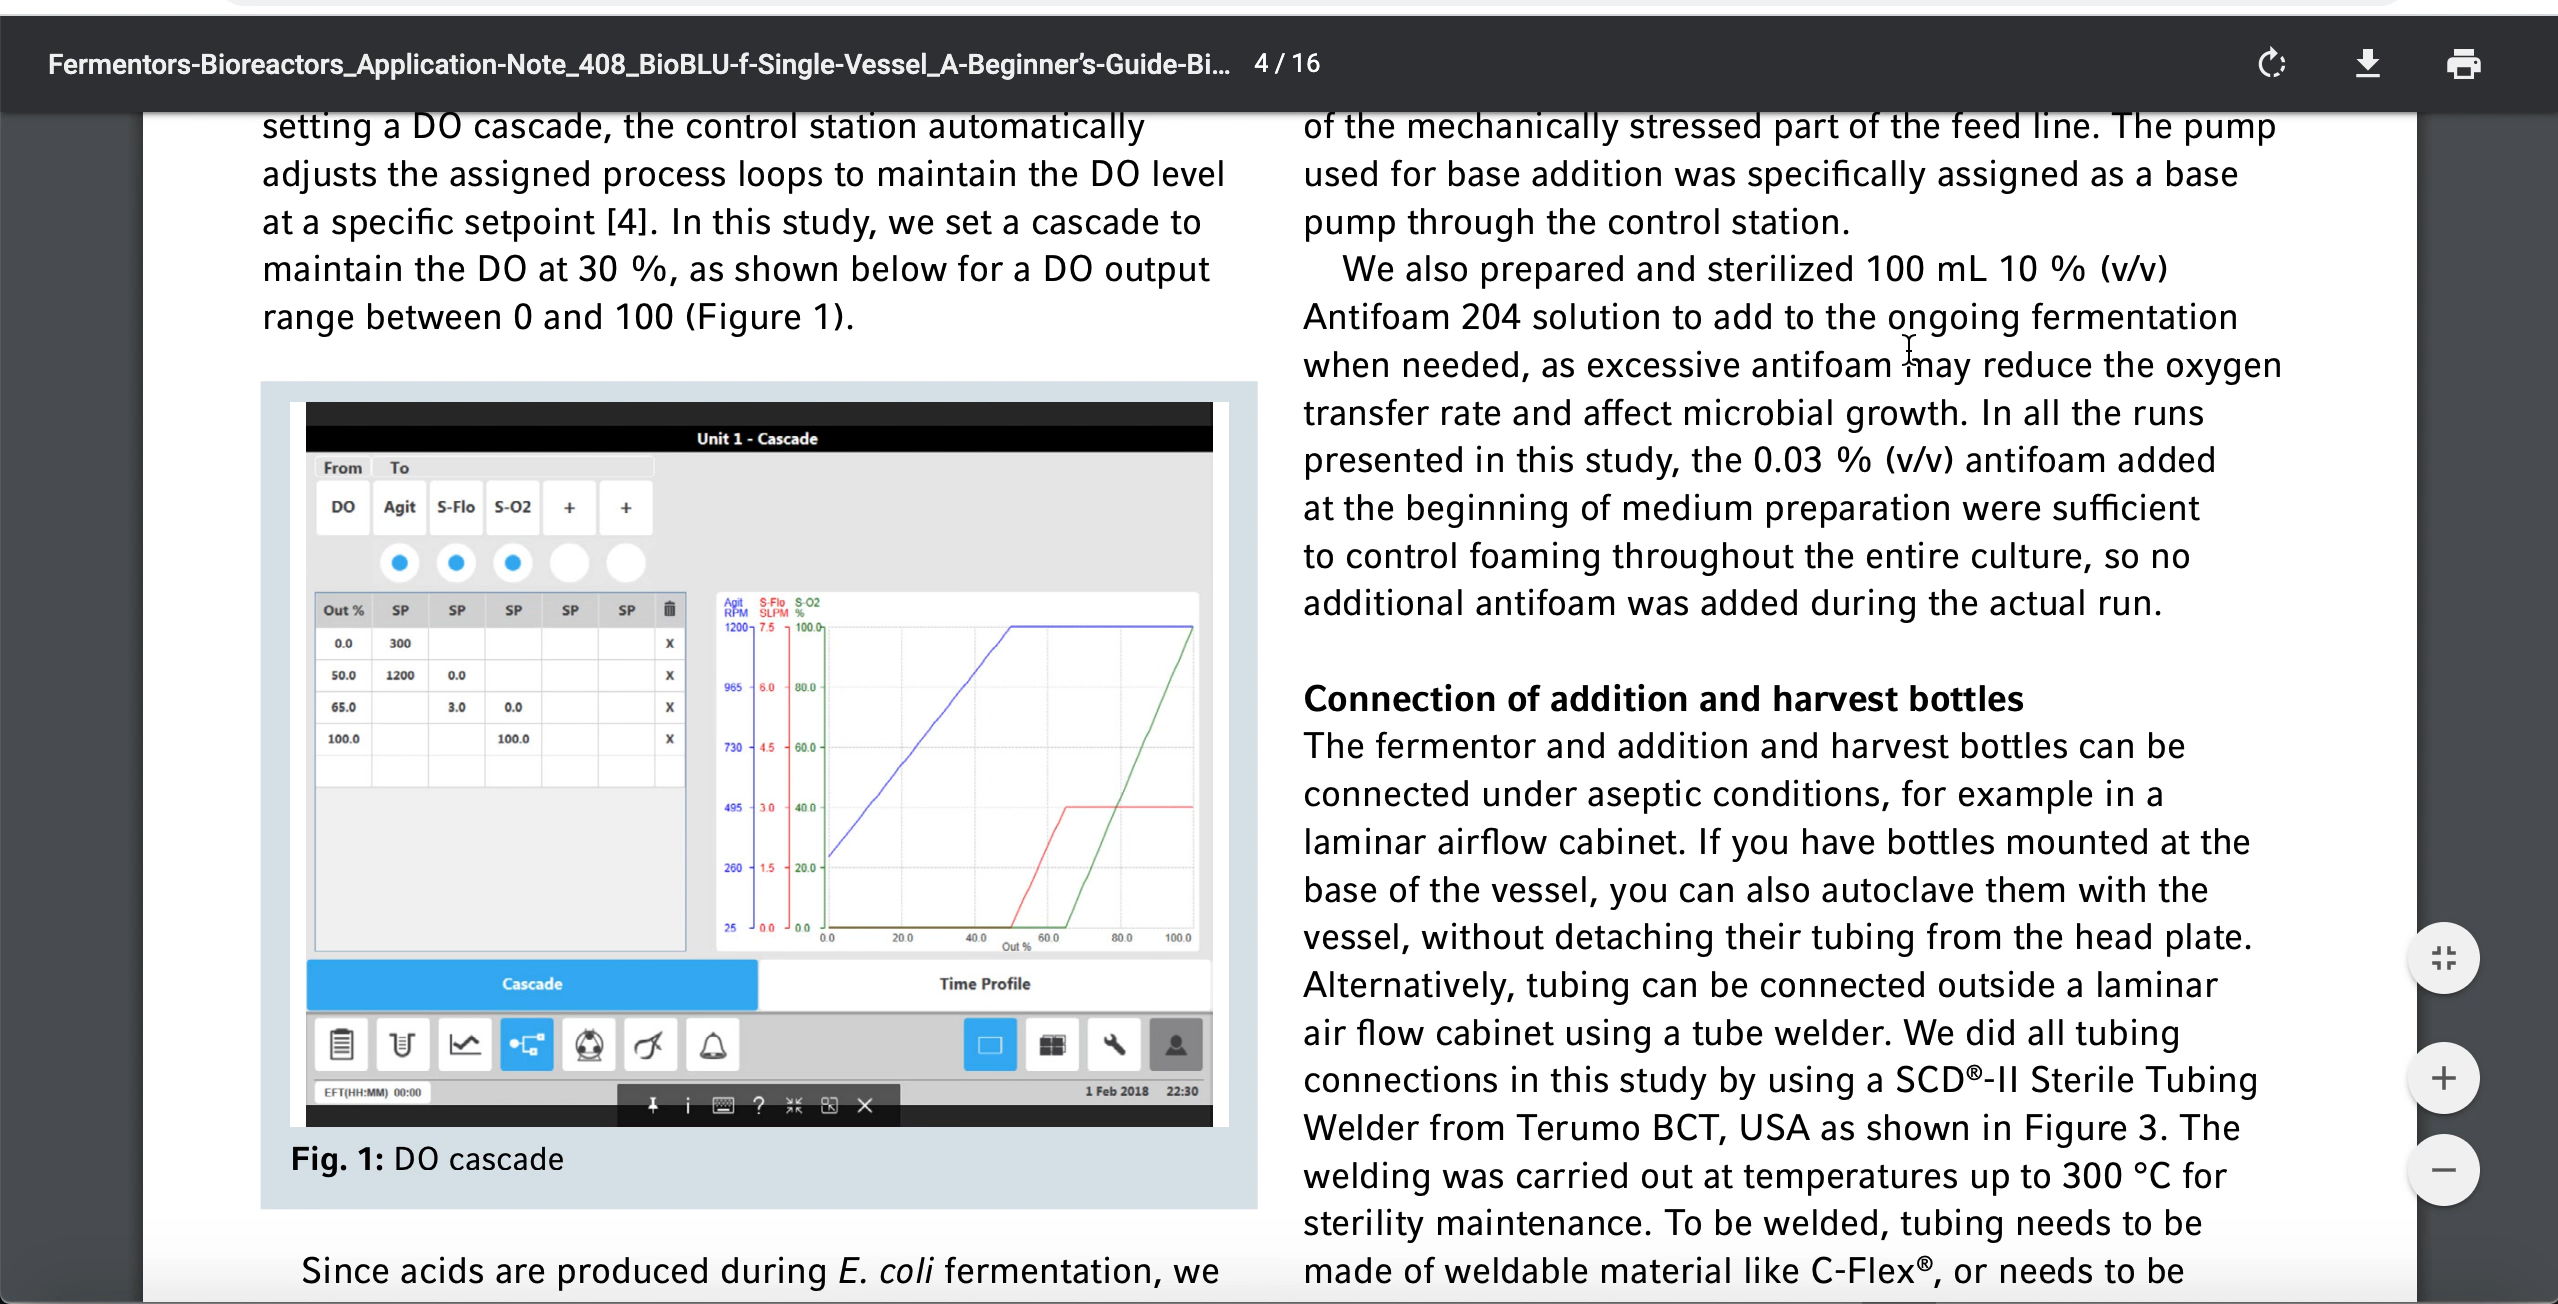 Fermentors-Bioreactors_Application-Note_408_BioBLU-f-Single-Vessel_A-Beginner’s-Guide-Bi...
4 / 16
setting a DO cascade, the control station automatically
adjusts the assigned process loops to maintain the DO level
at a specific setpoint [4]. In this study, we set a cascade to
maintain the DO at 30 %, as shown below for a DO output
range between 0 and 100 (Figure 1).
Unit 1 - Cascade
From To
DO Agit S-Flo S-O2 + +
Out % SP SP SP SP SP
0.0 300 X
50.0 1200 0.0 X
65.0 3.0 0.0 X
100.0 100.0 X
Agit S-Flo S-O2
RPM SLPM %
1200 7.5 100.0
965 6.0 80.0
730 4.5 60.0
495 3.0 40.0
260 1.5 20.0
25 0.0 0.0
0.0 20.0 40.0 60.0 80.0 100.0
Out %
Cascade Time Profile
EFT(HH:MM) 00:00
1 Feb 2018 22:30
Fig. 1: DO cascade
Since acids are produced during E. coli fermentation, we
of the mechanically stressed part of the feed line. The pump
used for base addition was specifically assigned as a base
pump through the control station.
We also prepared and sterilized 100 mL 10 % (v/v)
Antifoam 204 solution to add to the ongoing fermentation
when needed, as excessive antifoam may reduce the oxygen
transfer rate and affect microbial growth. In all the runs
presented in this study, the 0.03 % (v/v) antifoam added
at the beginning of medium preparation were sufficient
to control foaming throughout the entire culture, so no
additional antifoam was added during the actual run.
Connection of addition and harvest bottles
The fermentor and addition and harvest bottles can be
connected under aseptic conditions, for example in a
laminar airflow cabinet. If you have bottles mounted at the
base of the vessel, you can also autoclave them with the
vessel, without detaching their tubing from the head plate.
Alternatively, tubing can be connected outside a laminar
air flow cabinet using a tube welder. We did all tubing
connections in this study by using a SCD®-II Sterile Tubing
Welder from Terumo BCT, USA as shown in Figure 3. The
welding was carried out at temperatures up to 300 °C for
sterility maintenance. To be welded, tubing needs to be
made of weldable material like C-Flex®, or needs to be